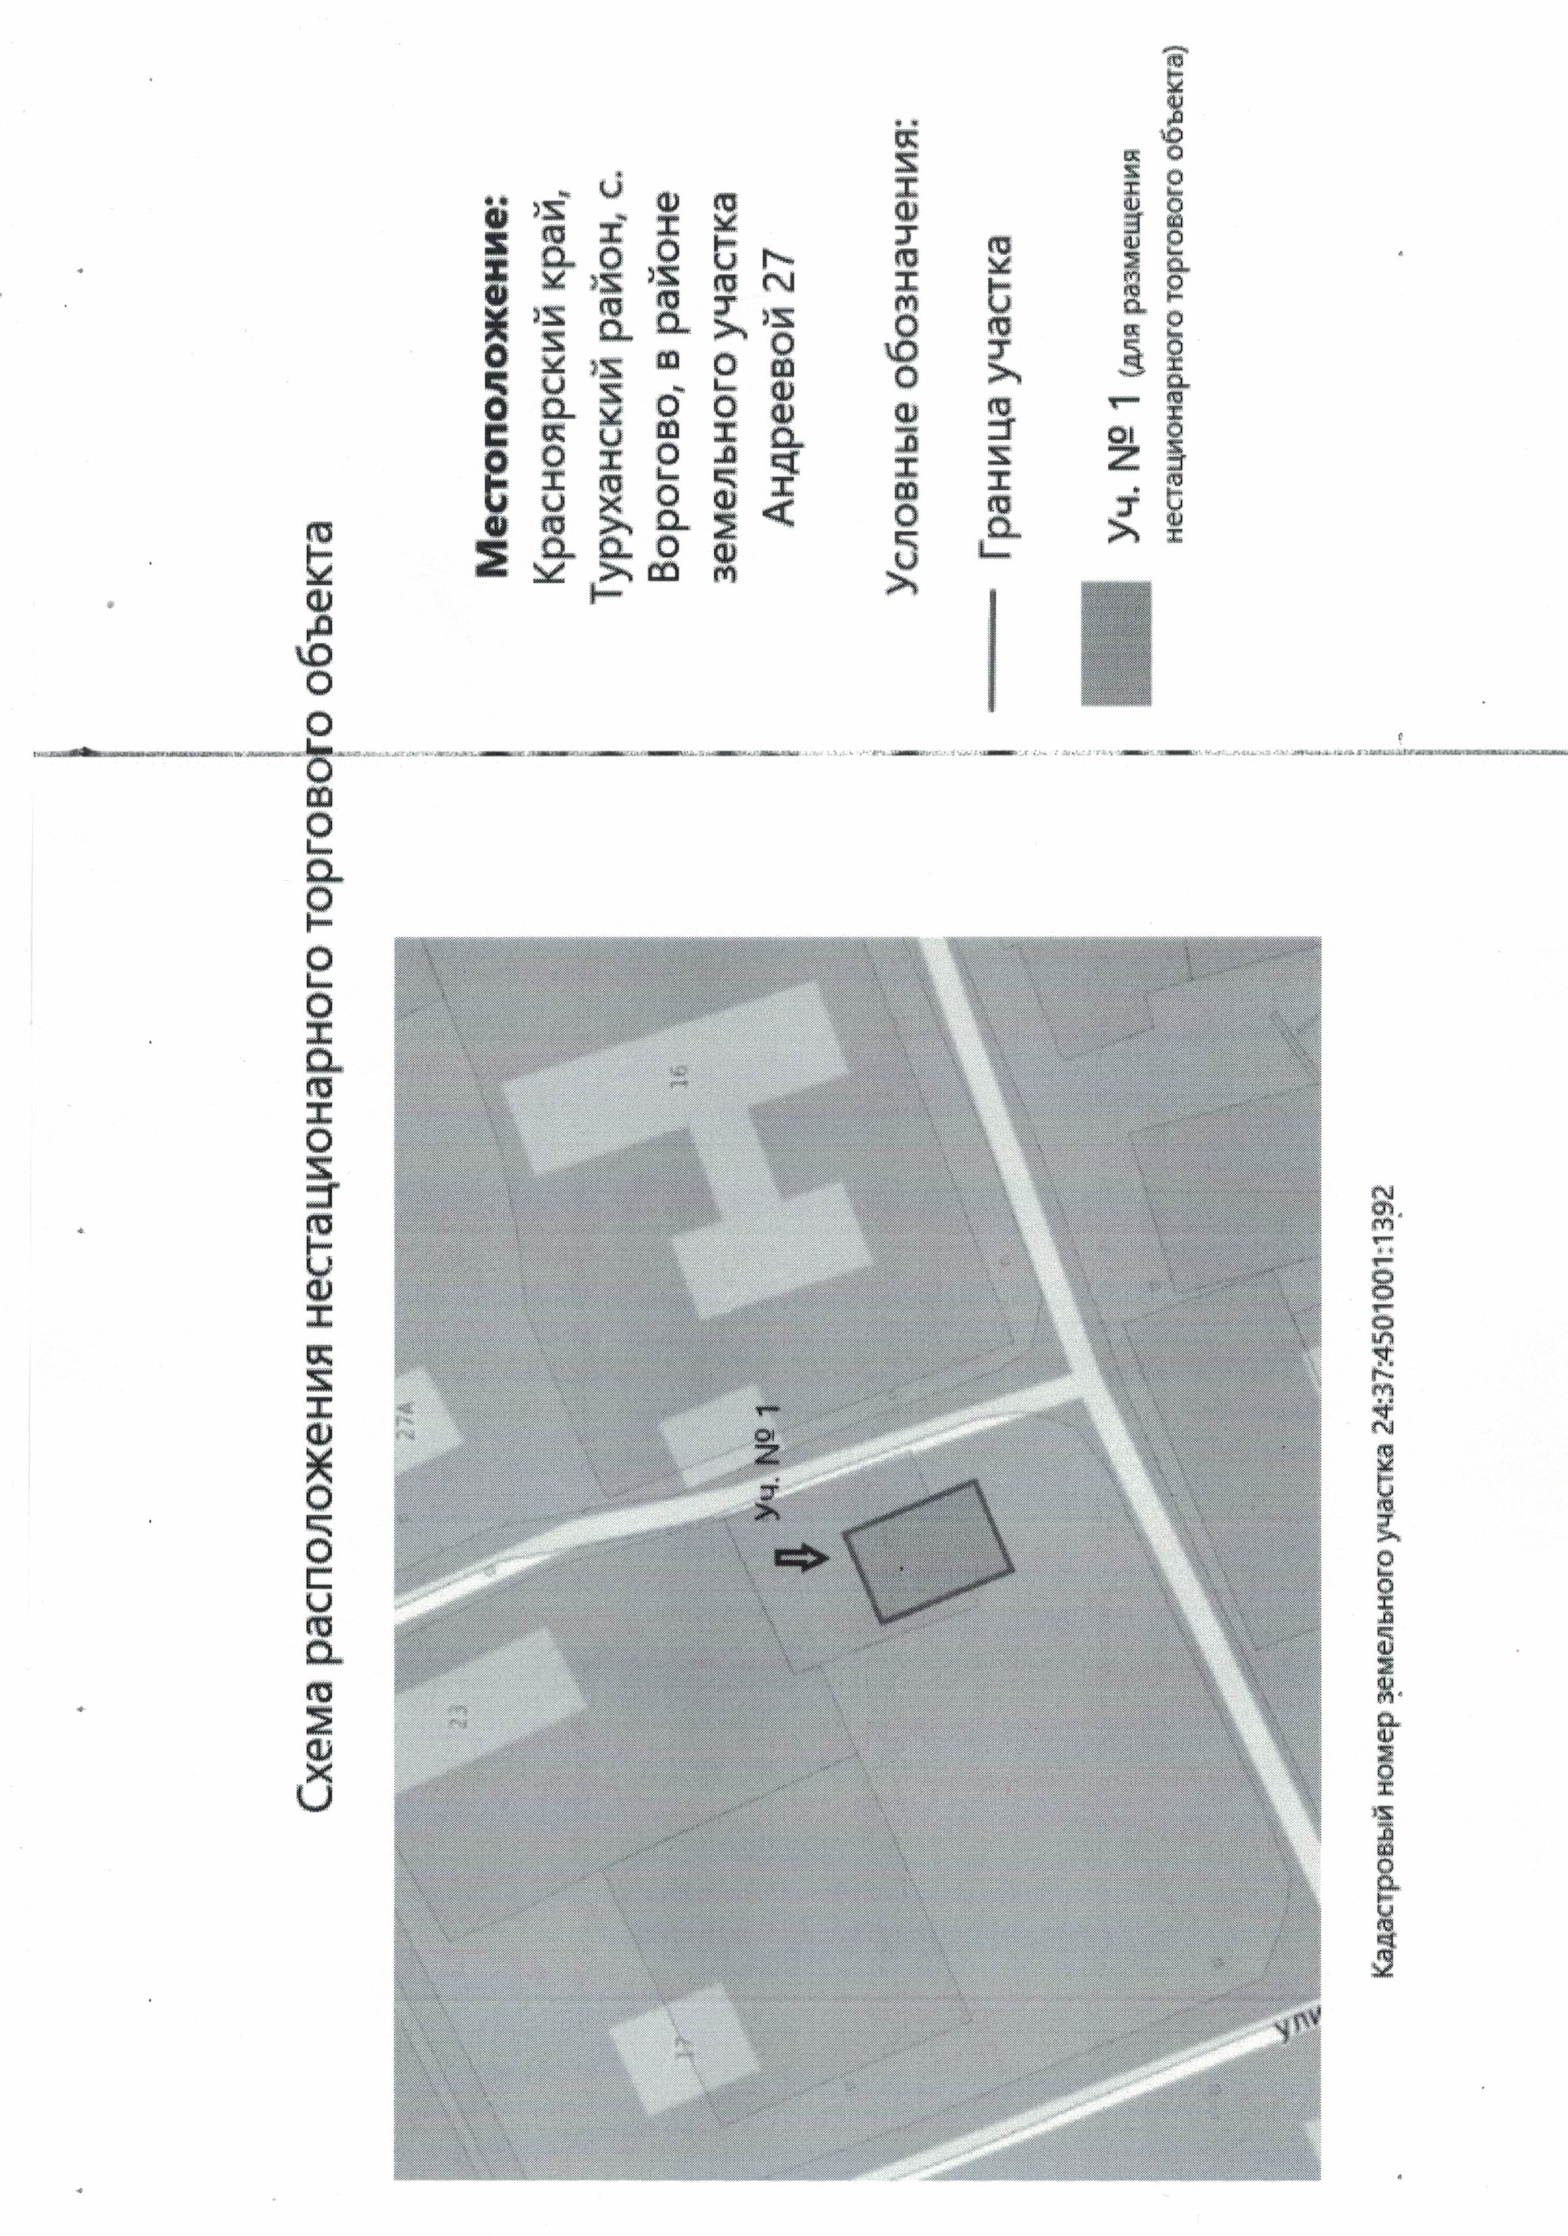 Схема расположения нестационарного торгового объекта
27А
16
23
Уч. № 1
17
ули
Кадастровый номер земельного участка 24:37:4501001:1392
Местоположение:
Красноярский край,
Туруханский район, с.
Ворогово, в районе
земельного участка
Андреевой 27
Условные обозначения:
Граница участка
Уч. № 1 (для размещения
нестационарного торгового объекта)